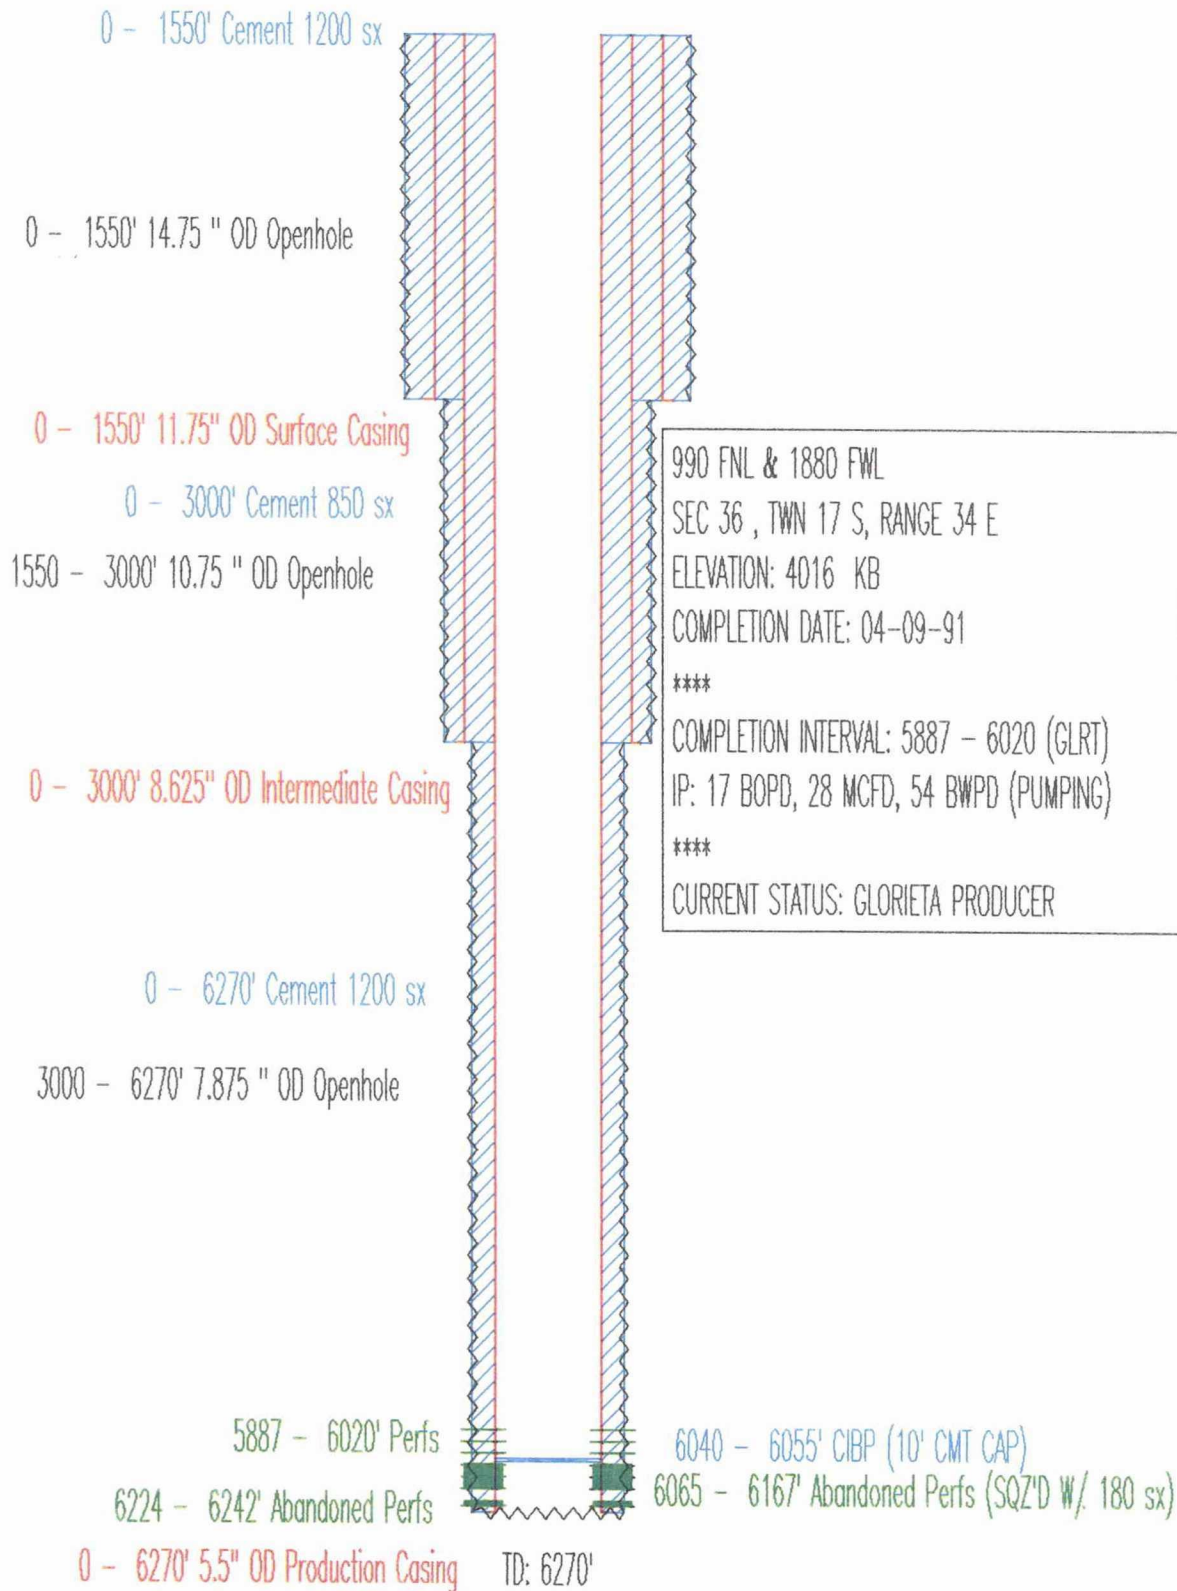 0 - 1550' Cement 1200 sx
0 - 1550' 14.75 " OD Openhole
0 - 1550' 11.75" OD Surface Casing
0 - 3000' Cement 850 sx
1550 - 3000' 10.75 " OD Openhole
990 FNL & 1880 FWL
SEC 36 , TWN 17 S, RANGE 34 E
ELEVATION: 4016 KB
COMPLETION DATE: 04-09-91
****
COMPLETION INTERVAL: 5887 - 6020 (GLRT)
IP: 17 BOPD, 28 MCFD, 54 BWPD (PUMPING)
****
CURRENT STATUS: GLORIETA PRODUCER
0 - 3000' 8.625" OD Intermediate Casing
0 - 6270' Cement 1200 sx
3000 - 6270' 7.875 " OD Openhole
5887 - 6020' Perfs
6040 - 6055' CIBP (10' CMT CAP)
6065 - 6167' Abandoned Perfs (SQZ'D W/ 180 sx)
6224 - 6242' Abandoned Perfs
0 - 6270' 5.5" OD Production Casing
TD: 6270'